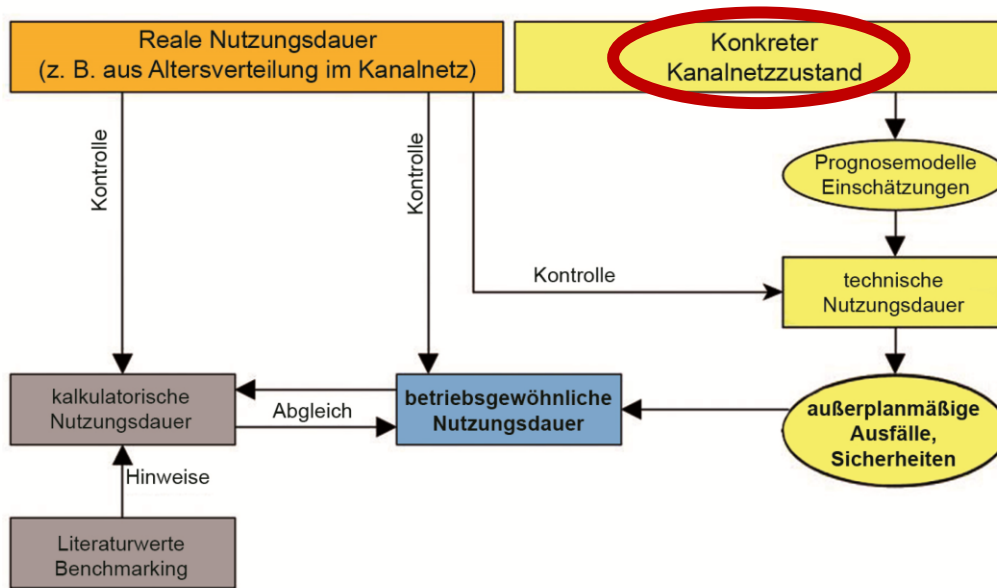 Reale Nutzungsdauer
(z. B. aus Altersverteilung im Kanalnetz)
Konkreter
Kanalnetzzustand
Kontrolle
Kontrolle
Prognosemodelle
Einschätzungen
Kontrolle
technische
Nutzungsdauer
kalkulatorische
Nutzungsdauer
Abgleich
betriebsgewöhnliche
Nutzungsdauer
außerplanmäßige
Ausfälle,
Sicherheiten
Hinweise
Literaturwerte
Benchmarking